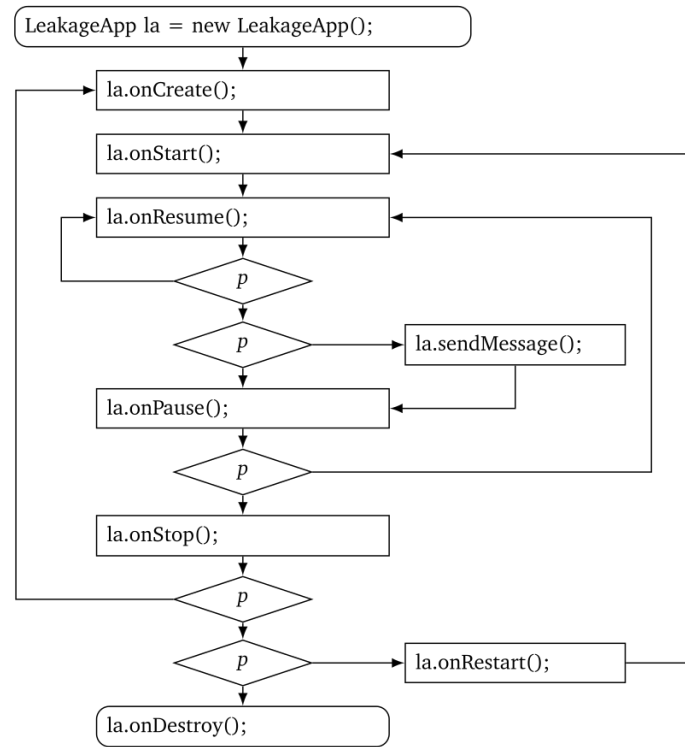 LeakageApp la = new LeakageApp();
la.onCreate();
la.onStart();
la.onResume();
p
p
la.sendMessage();
la.onPause();
p
la.onStop();
p
p
la.onRestart();
la.onDestroy();